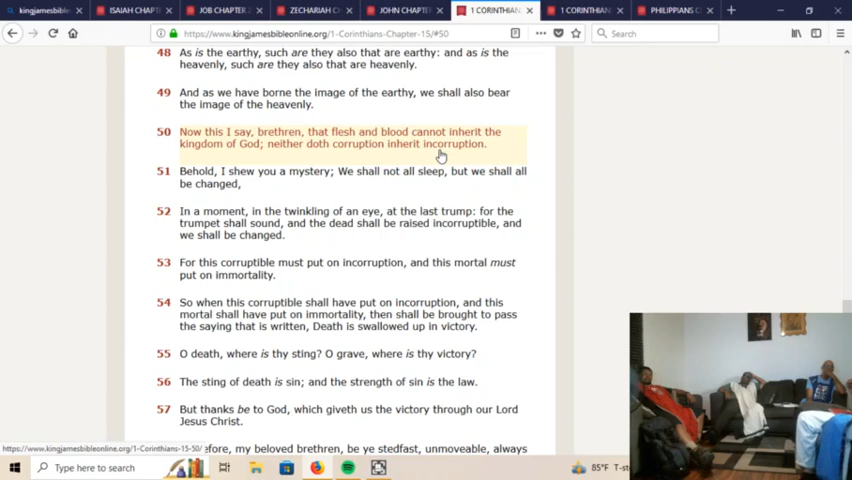 kingjamesbible
ISAIAH CHAPT
JOB CHAPTER
ZECHARIAH C
JOHN CHAPTE
1 CORINTHIAN
1 CORINTHIAN
PHILIPPIANS C
https://www.kingjamesbibleonline.org/1-Corinthians-Chapter-15/#50
Search
48 As is the earthy, such are they also that are earthy: and as is the
heavenly, such are they also that are heavenly.
49 And as we have borne the image of the earthy, we shall also bear
the image of the heavenly.
50 Now this I say, brethren, that flesh and blood cannot inherit the
kingdom of God; neither doth corruption inherit incorruption.
51 Behold, I shew you a mystery; We shall not all sleep, but we shall all
be changed,
52 In a moment, in the twinkling of an eye, at the last trump: for the
trumpet shall sound, and the dead shall be raised incorruptible, and
we shall be changed.
53 For this corruptible must put on incorruption, and this mortal must
put on immortality.
54 So when this corruptible shall have put on incorruption, and this
mortal shall have put on immortality, then shall be brought to pass
the saying that is written, Death is swallowed up in victory.
55 O death, where is thy sting? O grave, where is thy victory?
56 The sting of death is sin; and the strength of sin is the law.
57 But thanks be to God, which giveth us the victory through our Lord
Jesus Christ.
https://www.kingjamesbibleonline.org/1-Corinthians-15-50/
efore, my beloved brethren, be ye stedfast, unmoveable, always
Type here to search
85°F T-st